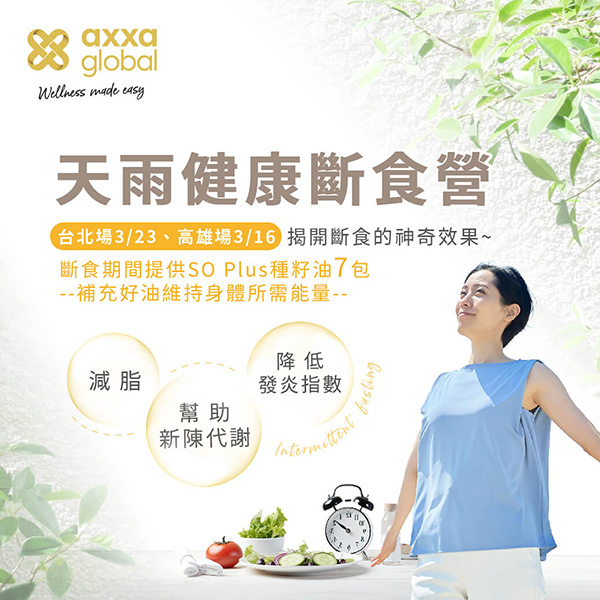 axxa
global
Wellness made easy
天雨健康斷食營
台北場3/23、高雄場3/16 揭開斷食的神奇效果~
斷食期間提供SO Plus種籽油7包
--補充好油維持身體所需能量--
減脂
幫助
新陳代謝
降低
發炎指數
Intermittent fasting